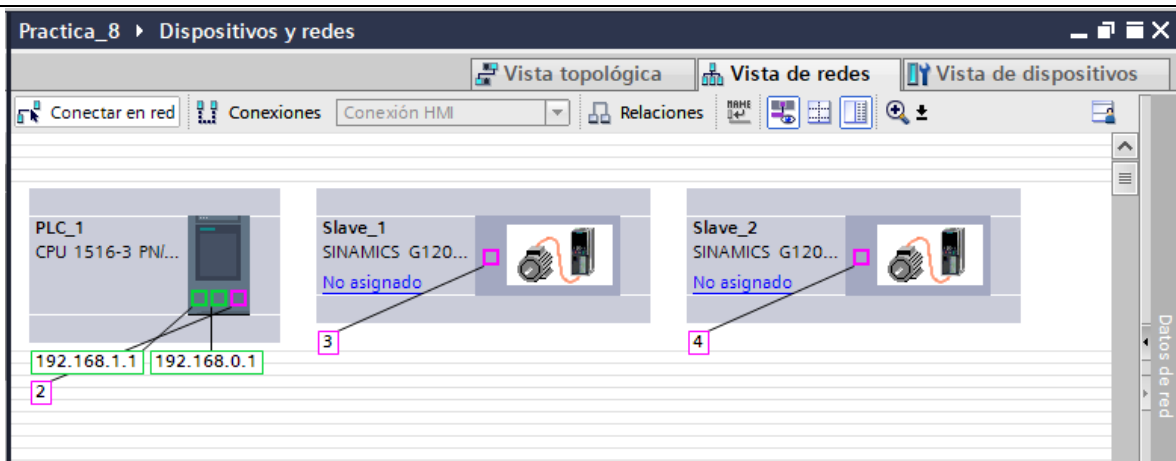 Practica_8 ▸ Dispositivos y redes
Vista topológica
Vista de redes
Vista de dispositivos
Conectar en red
Conexiones
Conexión HMI
Relaciones
NAME
PLC_1
CPU 1516-3 PN/...
Slave_1
SINAMICS G120...
No asignado
Slave_2
SINAMICS G120...
No asignado
3
4
192.168.1.1
192.168.0.1
2
Datos de red